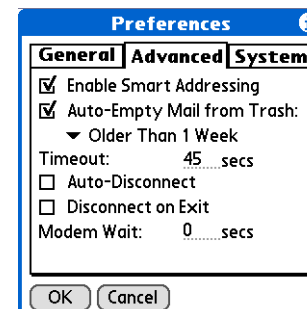 Preferences
General Advanced System
Enable Smart Addressing
Auto-Empty Mail from Trash:
Older Than 1 Week
Timeout: 45 secs
Auto-Disconnect
Disconnect on Exit
Modem Wait: 0 secs
OK Cancel